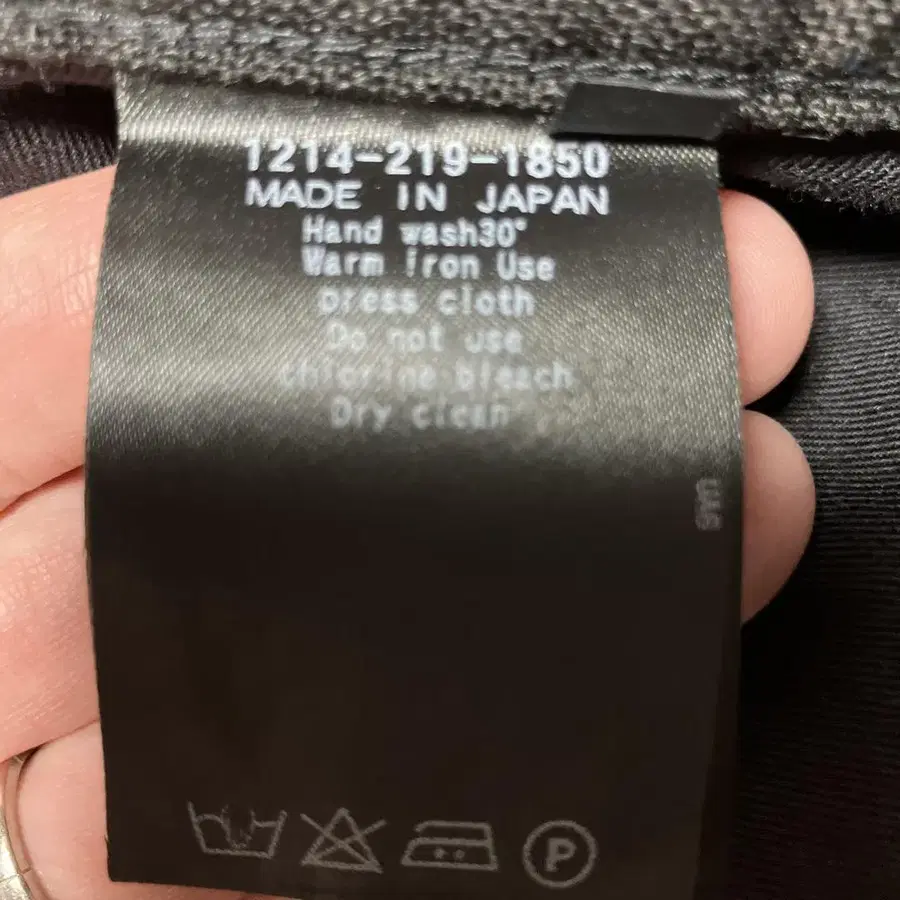 1214-219-1850
MADE IN JAPAN
Hand wash30°
Warm iron Use
press cloth
Do not use
chlorine bleach
Dry clean
P